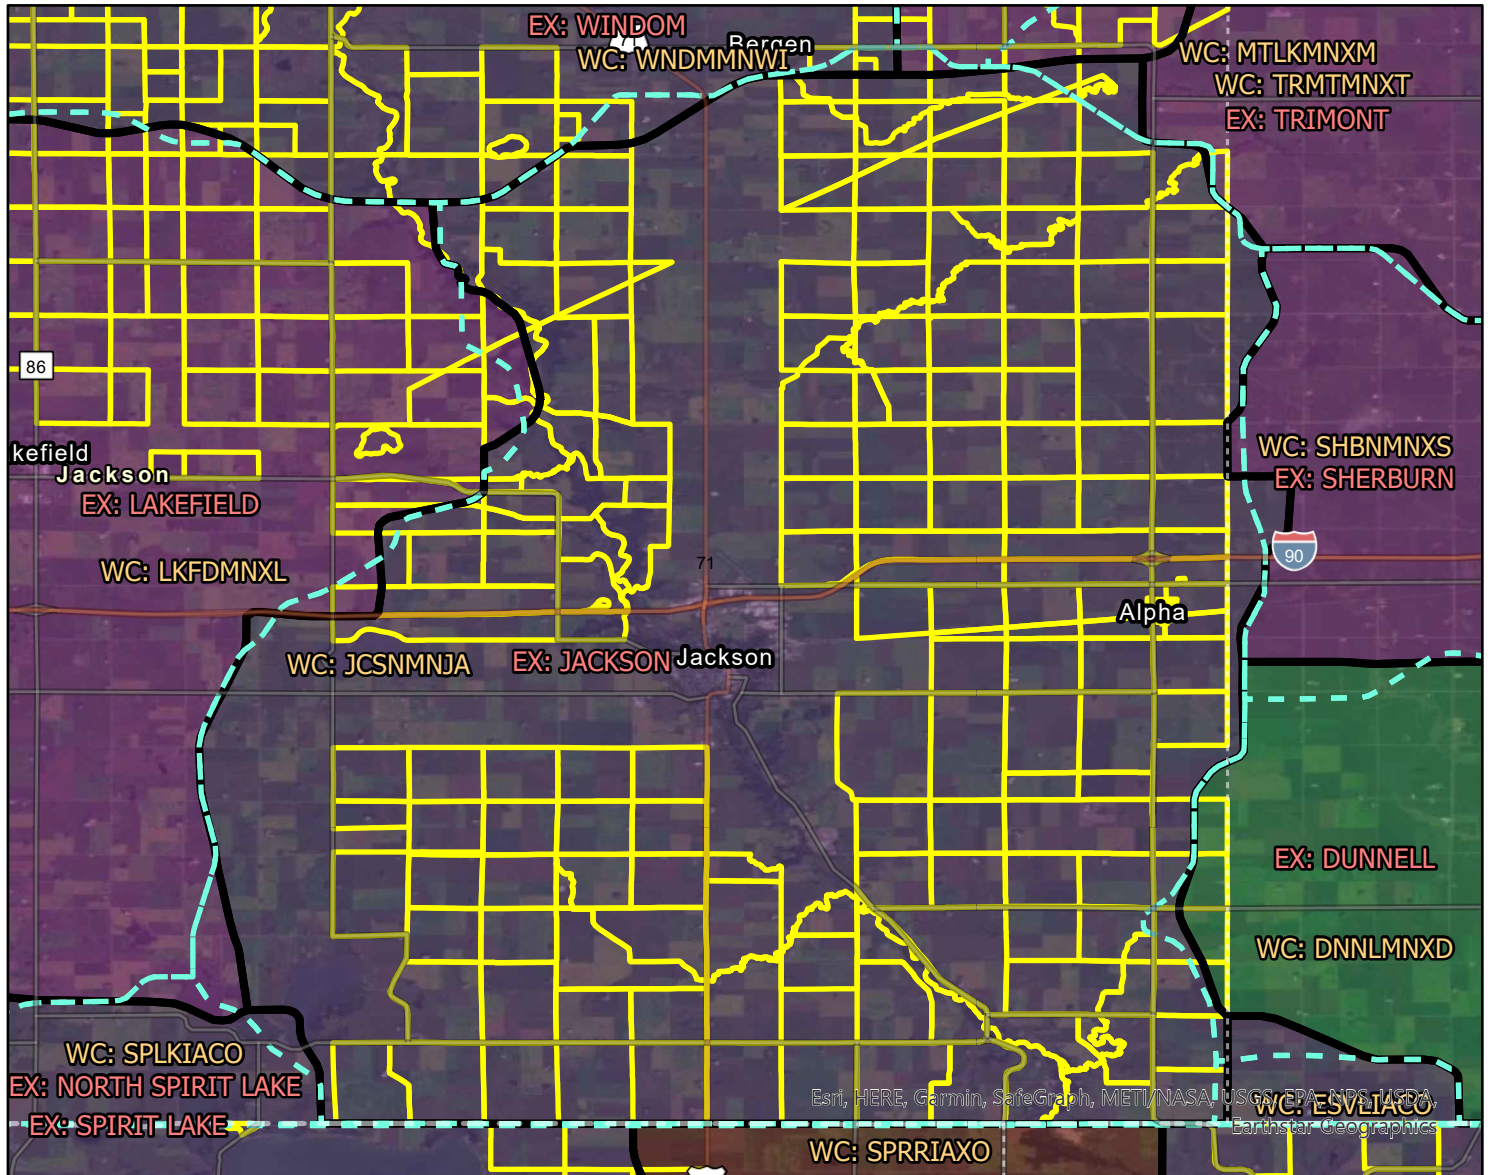 EX: WINDOM
Bergen
WC: WNDMMNWI
WC: MTLKMNXM
WC: TRMTMNXT
EX: TRIMONT
86
kefield
Jackson
EX: LAKEFIELD
WC: LKFDMNXL
WC: SHBNMNXS
EX: SHERBURN
90
71
Alpha
WC: JCSNMNJA
EX: JACKSON
Jackson
EX: DUNNELL
WC: DNNLMNXD
WC: SPLKIACO
EX: NORTH SPIRIT LAKE
EX: SPIRIT LAKE
WC: ESVLIACO
Esri, HERE, Garmin, SafeGraph, METI/NASA, USGS, EPA, NPS, USDA,
Earthstar Geographics
WC: SPRRIAXO